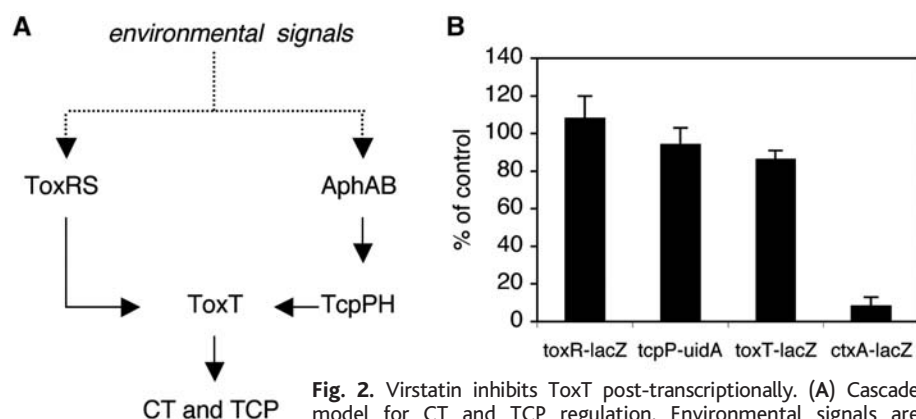 A
environmental signals
ToxRS
AphAB
ToxT
TcpPH
CT and TCP
B
% of control
140
120
100
80
60
40
20
0
toxR-lacZ tcpP-uidA toxT-lacZ ctxA-lacZ
Fig. 2. Virstatin inhibits ToxT post-transcriptionally. (A) Cascade
model for CT and TCP regulation. Environmental signals are